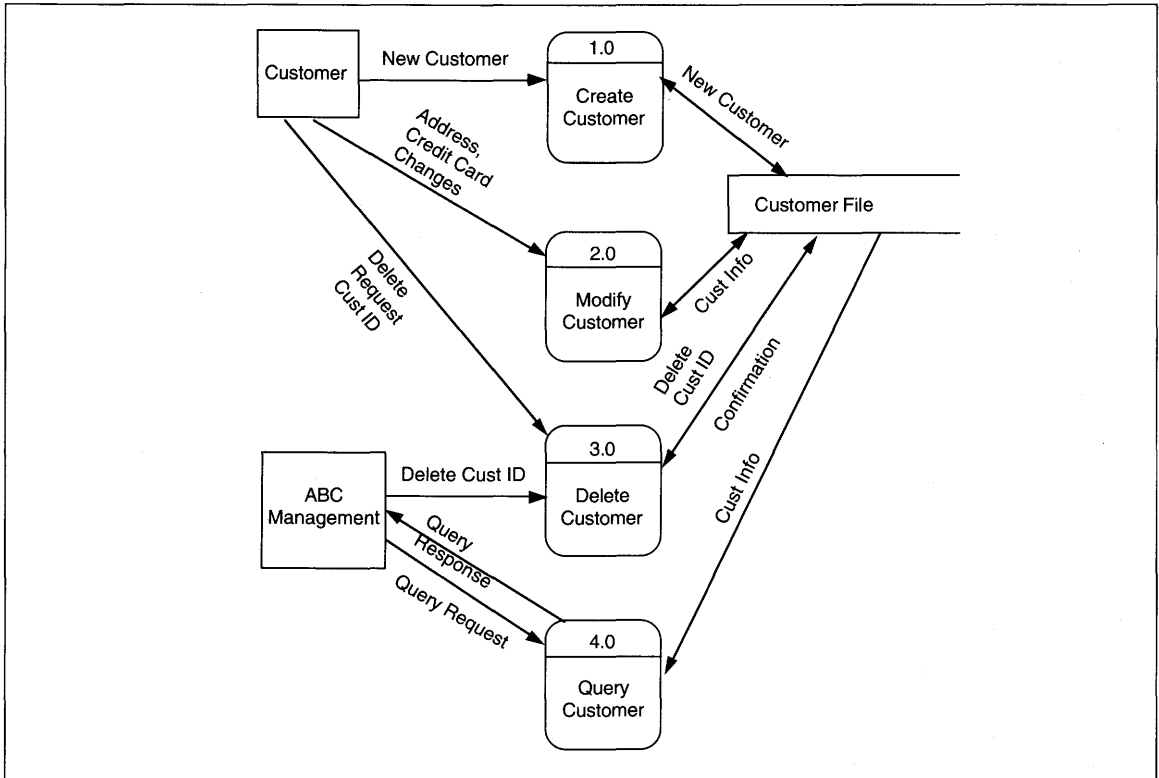 Customer
New Customer
1.0
Create
Customer
New Customer
Address,
Credit Card
Changes
Customer File
2.0
Modify
Customer
Cust Info
Delete
Request
Cust ID
Delete
Cust ID
Confirmation
Cust Info
3.0
Delete
Customer
ABC
Management
Delete Cust ID
Query
Response
Query Request
4.0
Query
Customer